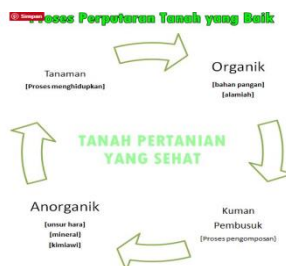 Simpan
Proses Perputaran Tanah yang Baik
Tanaman
[Proses menghidupkan]
Organik
[bahan pangan]
[alamiah]
TANAH PERTANIAN
YANG SEHAT
Anorganik
[unsur hara]
[mineral]
[kimiawi]
Kuman
Pembusuk
[Proses pengomposan]